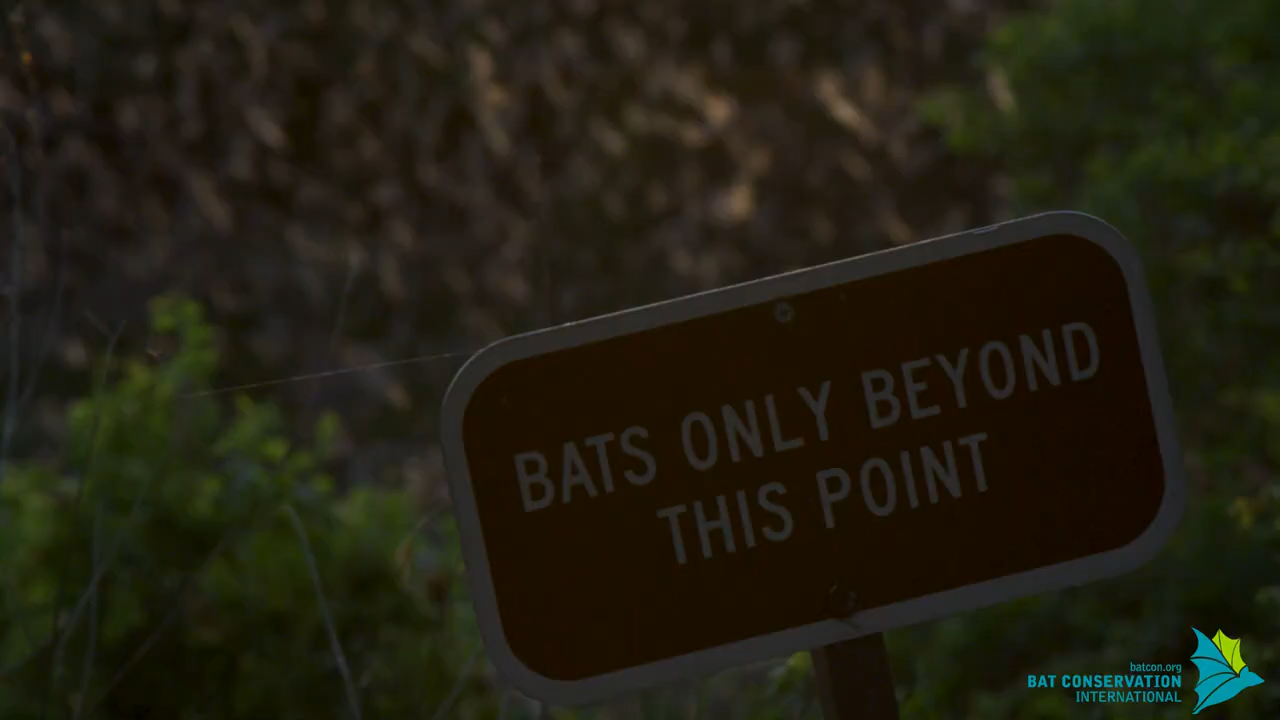 BATS ONLY BEYOND
THIS POINT
batcon.org
BAT CONSERVATION
INTERNATIONAL